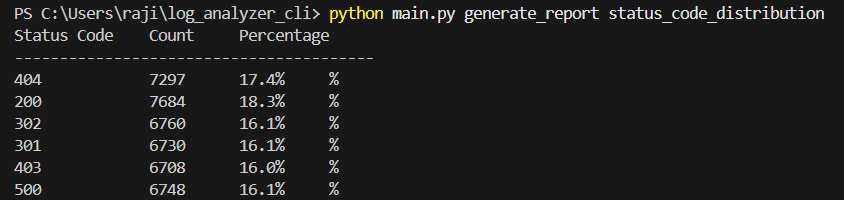 PS C:\Users\raji\log_analyzer_cli> python main.py generate_report status_code_distribution
Status Code    Count     Percentage
----------------------------------------
404            7297      17.4%     %
200            7684      18.3%     %
302            6760      16.1%     %
301            6730      16.1%     %
403            6708      16.0%     %
500            6748      16.1%     %